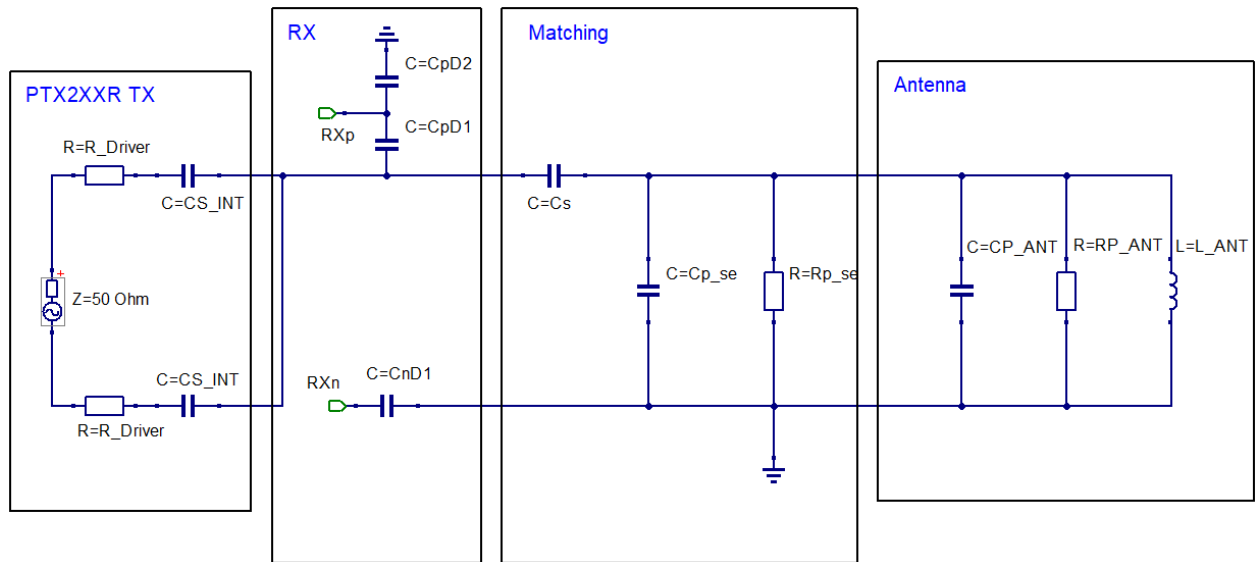 PTX2XXR TX
R=R_Driver
C=CS_INT
+
Z=50 Ohm
C=CS_INT
R=R_Driver
RX
C=CpD2
RXp
C=CpD1
RXn
C=CnD1
Matching
C=Cs
C=Cp_se
R=Rp_se
Antenna
C=CP_ANT
R=RP_ANT
L=L_ANT